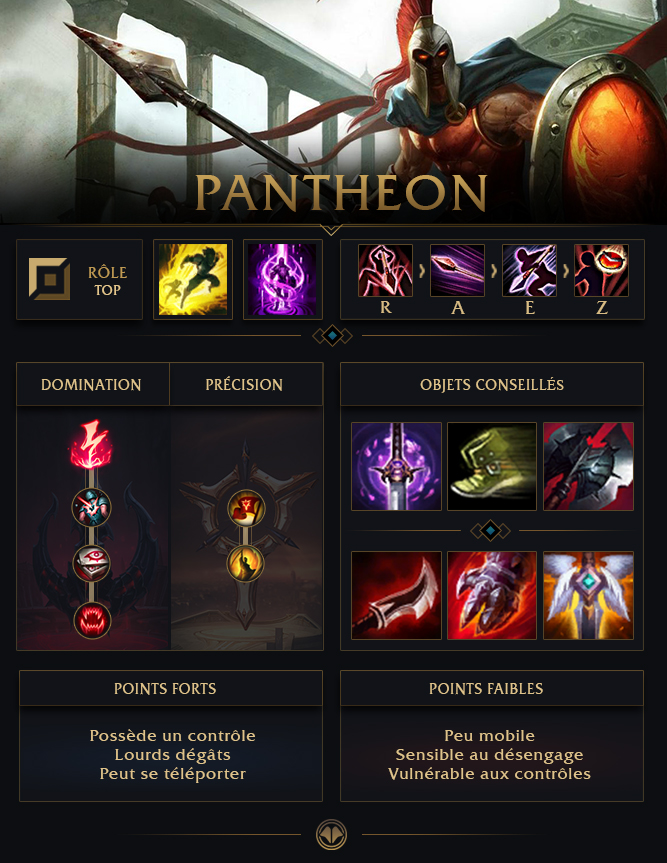 PANTHEON
RÔLE
TOP
R
A
E
Z
DOMINATION
PRÉCISION
OBJETS CONSEILLÉS
POINTS FORTS
Possède un contrôle
Lourds dégâts
Peut se téléporter
POINTS FAIBLES
Peu mobile
Sensible au désengage
Vulnérable aux contrôles